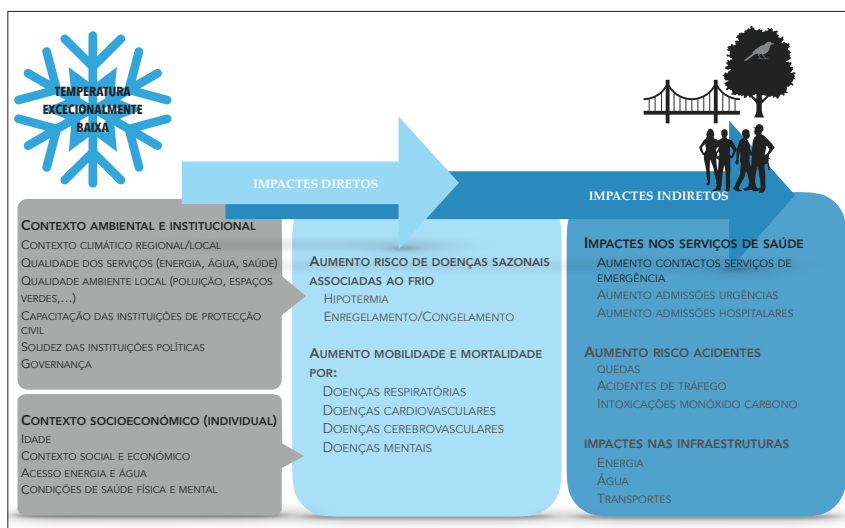 TEMPERATURA
EXCECIONALMENTE
BAIXA
IMPACTES DIRETOS
IMPACTES INDIRETOS
CONTEXTO AMBIENTAL E INSTITUCIONAL
CONTEXTO CLIMÁTICO REGIONAL/LOCAL
QUALIDADE DOS SERVIÇOS (ENERGIA, ÁGUA, SAÚDE)
QUALIDADE AMBIENTE LOCAL (POLUIÇÃO, ESPAÇOS
VERDES,...)
CAPACITAÇÃO DAS INSTITUIÇÕES DE PROTECÇÃO
CIVIL
SOLIDEZ DAS INSTITUIÇÕES POLÍTICAS
GOVERNANÇA
CONTEXTO SOCIOECONÓMICO (INDIVIDUAL)
IDADE
CONTEXTO SOCIAL E ECONÓMICO
ACESSO ENERGIA E ÁGUA
CONDIÇÕES DE SAÚDE FÍSICA E MENTAL
AUMENTO RISCO DE DOENÇAS SAZONAIS
ASSOCIADAS AO FRIO
HIPOTERMIA
ENREGELAMENTO/CONGELAMENTO
AUMENTO MOBILIDADE E MORTALIDADE
POR:
DOENÇAS RESPIRATÓRIAS
DOENÇAS CARDIOVASCULARES
DOENÇAS CEREBROVASCULARES
DOENÇAS MENTAIS
IMPACTES NOS SERVIÇOS DE SAÚDE
AUMENTO CONTACTOS SERVIÇOS DE
EMERGÊNCIA
AUMENTO ADMISSÕES URGÊNCIAS
AUMENTO ADMISSÕES HOSPITALARES
AUMENTO RISCO ACIDENTES
QUEDAS
ACIDENTES DE TRÁFEGO
INTOXICAÇÕES MONÓXIDO CARBONO
IMPACTES NAS INFRAESTRUTURAS
ENERGIA
ÁGUA
TRANSPORTES